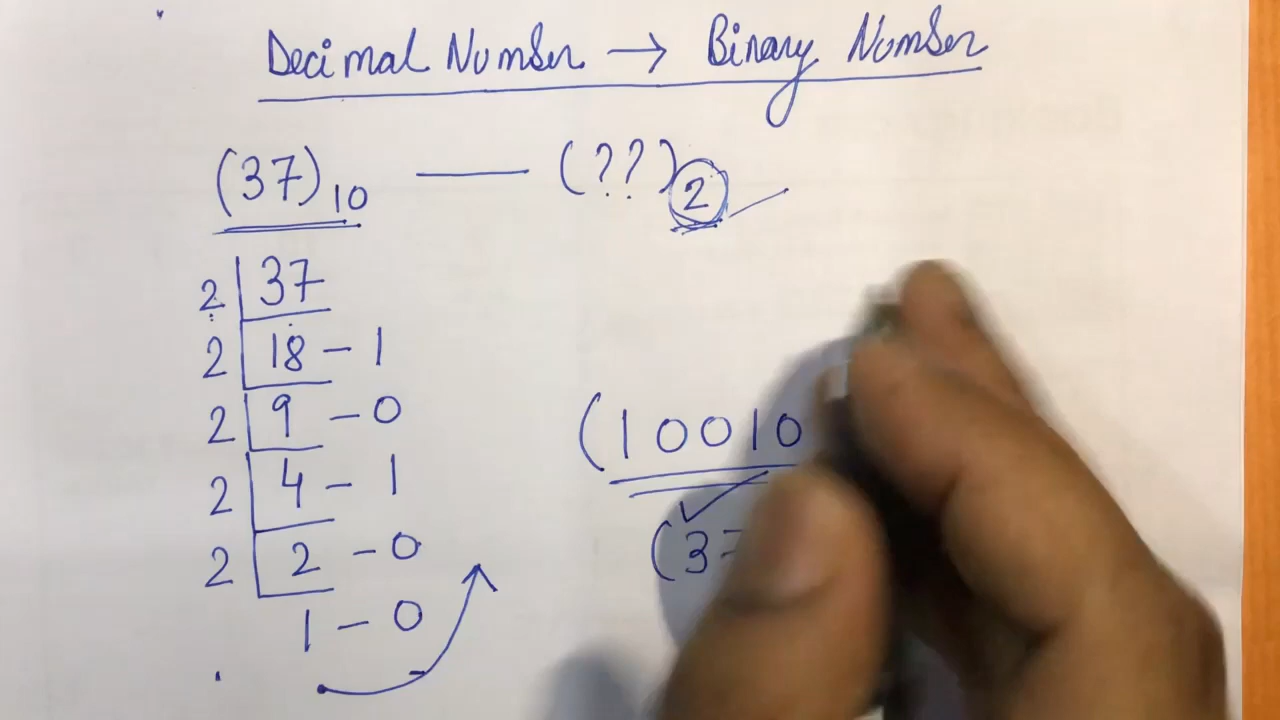 Decimal Number → Binary Number
(37)10 — (??)2
2 | 37
2 | 18 - 1
2 | 9 - 0
2 | 4 - 1
2 | 2 - 0
1 - 0
(10010
(37